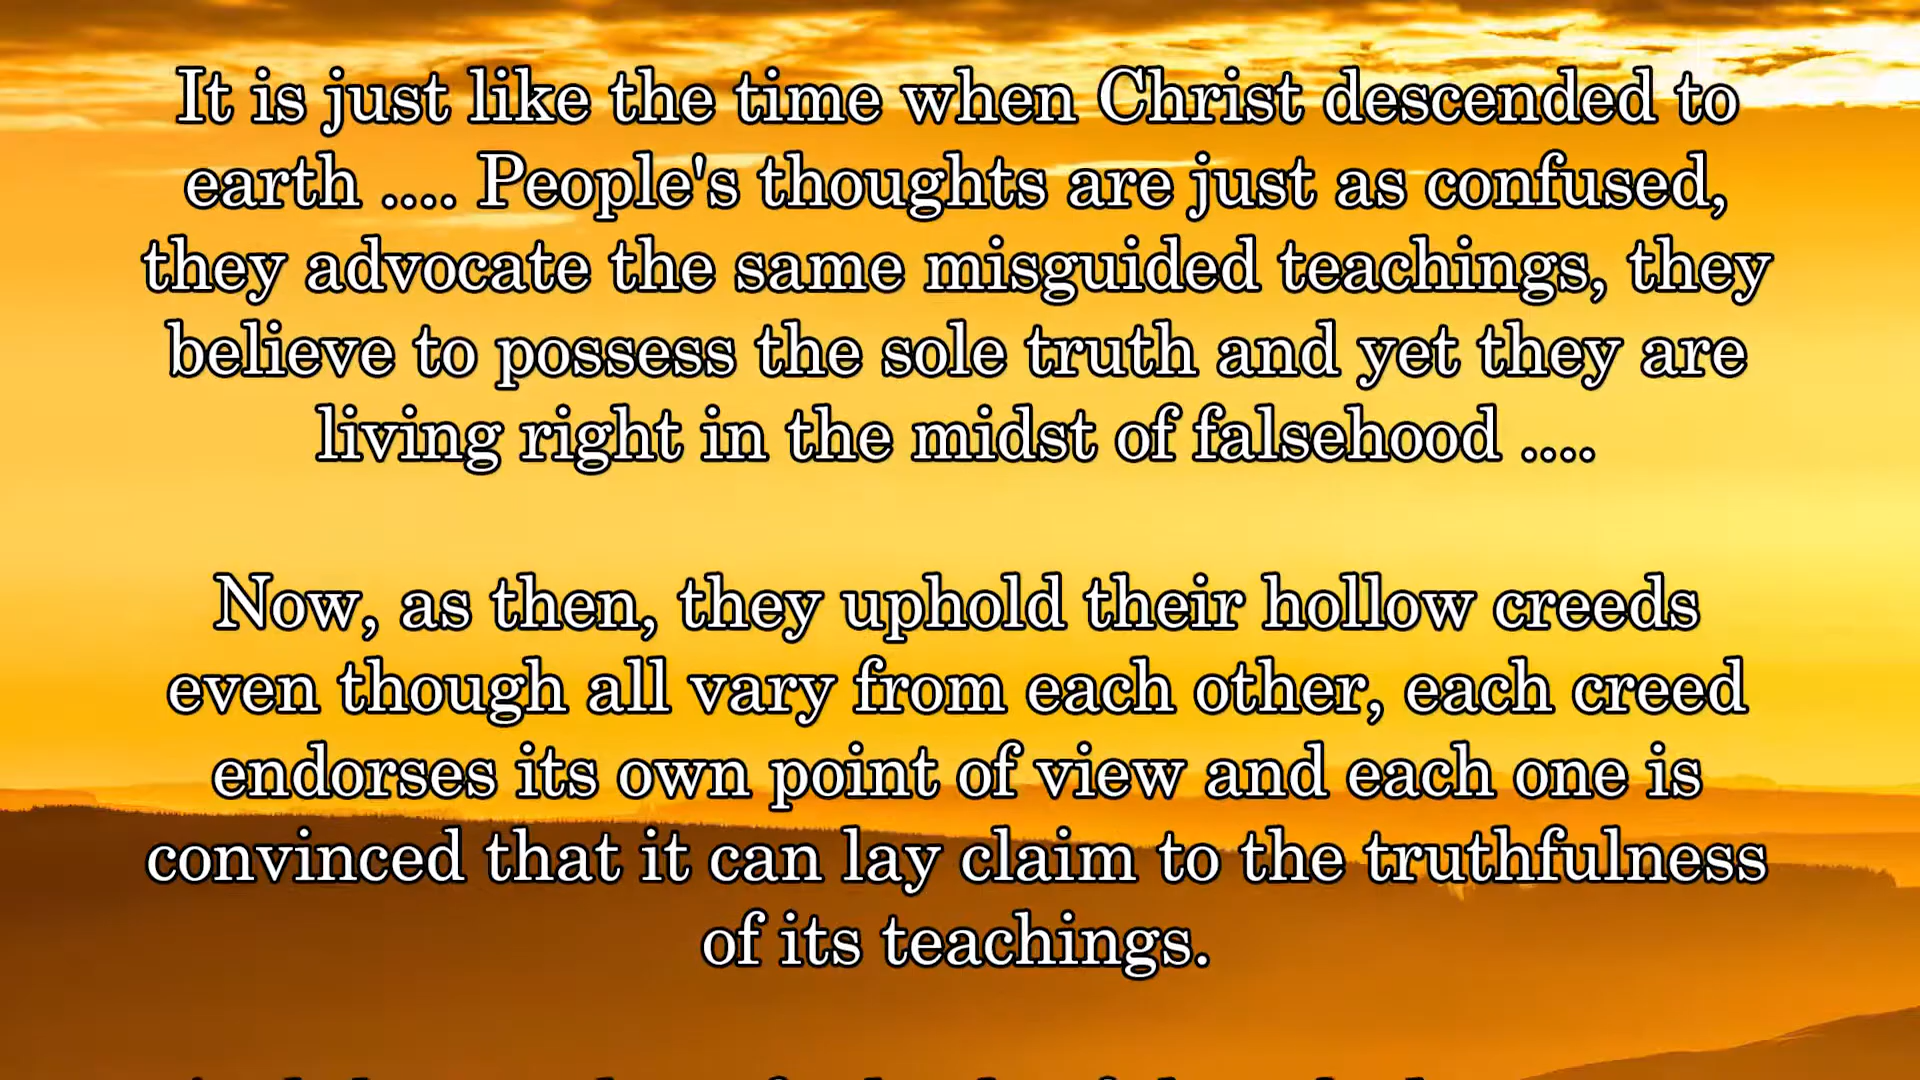 It is just like the time when Christ descended to
earth .... People's thoughts are just as confused,
they advocate the same misguided teachings, they
believe to possess the sole truth and yet they are
living right in the midst of falsehood ....
Now, as then, they uphold their hollow creeds
even though all vary from each other, each creed
endorses its own point of view and each one is
convinced that it can lay claim to the truthfulness
of its teachings.